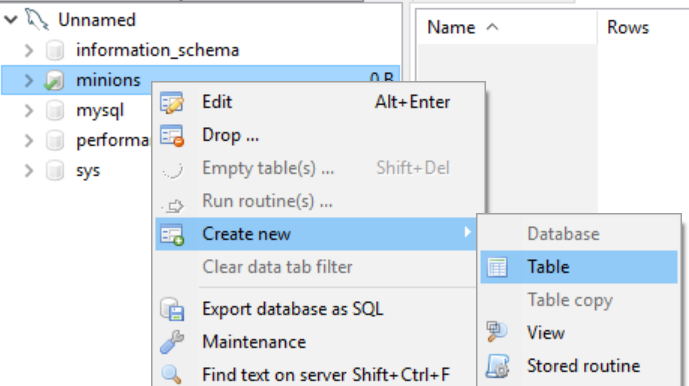 Unnamed
information_schema
minions 0 B
mysql
performa
sys
Name Rows
Edit Alt+Enter
Drop ...
Empty table(s) ... Shift+Del
Run routine(s) ...
Create new
Clear data tab filter
Export database as SQL
Maintenance
Find text on server Shift+Ctrl+F
Database
Table
Table copy
View
Stored routine